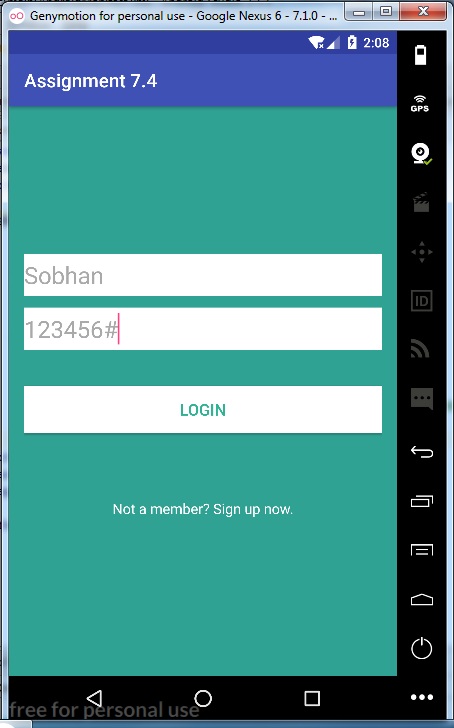 Genymotion for personal use - Google Nexus 6 - 7.1.0 - ...
2:08
Assignment 7.4
GPS
Sobhan
ID
123456#
LOGIN
Not a member? Sign up now.
free for personal use